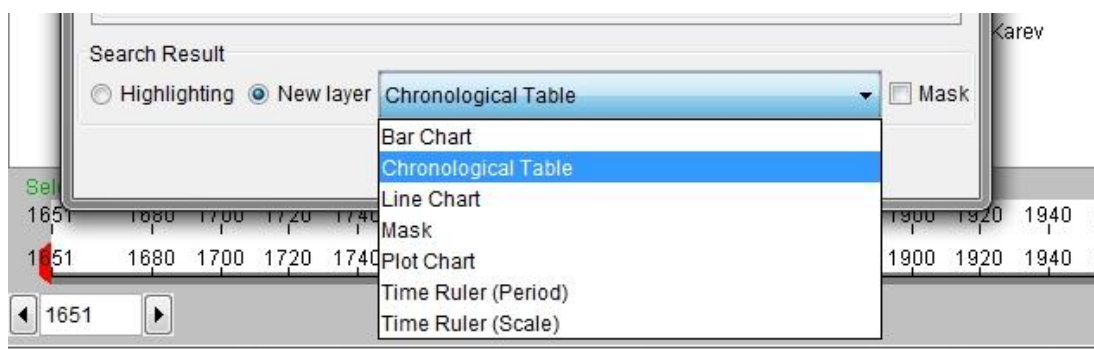 Karev
Search Result
Highlighting New layer Chronological Table Mask
Bar Chart
Chronological Table
Line Chart
Mask
Plot Chart
Time Ruler (Period)
Time Ruler (Scale)
1651 1680 1700 1720 1740 1900 1920 1940
1651 1680 1700 1720 1740 1900 1920 1940
1651